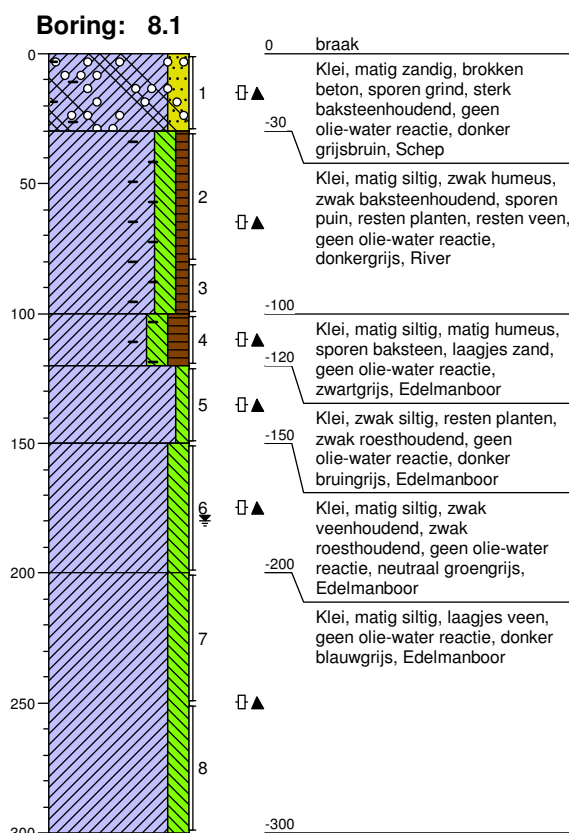 Boring: 8.1
0
50
100
150
200
250
300
1
2
3
4
5
6
7
8
0 braak
Klei, matig zandig, brokken
beton, sporen grind, sterk
baksteenhoudend, geen
olie-water reactie, donker
grijsbruin, Schep
-30
Klei, matig siltig, zwak humeus,
zwak baksteenhoudend, sporen
puin, resten planten, resten veen,
geen olie-water reactie,
donkergrijs, River
-100
Klei, matig siltig, matig humeus,
sporen baksteen, laagjes zand,
geen olie-water reactie,
zwartgrijs, Edelmanboor
-120
Klei, zwak siltig, resten planten,
zwak roesthoudend, geen
olie-water reactie, donker
bruingrijs, Edelmanboor
-150
Klei, matig siltig, zwak
veenhoudend, zwak
roesthoudend, geen olie-water
reactie, neutraal groengrijs,
Edelmanboor
-200
Klei, matig siltig, laagjes veen,
geen olie-water reactie, donker
blauwgrijs, Edelmanboor
-300